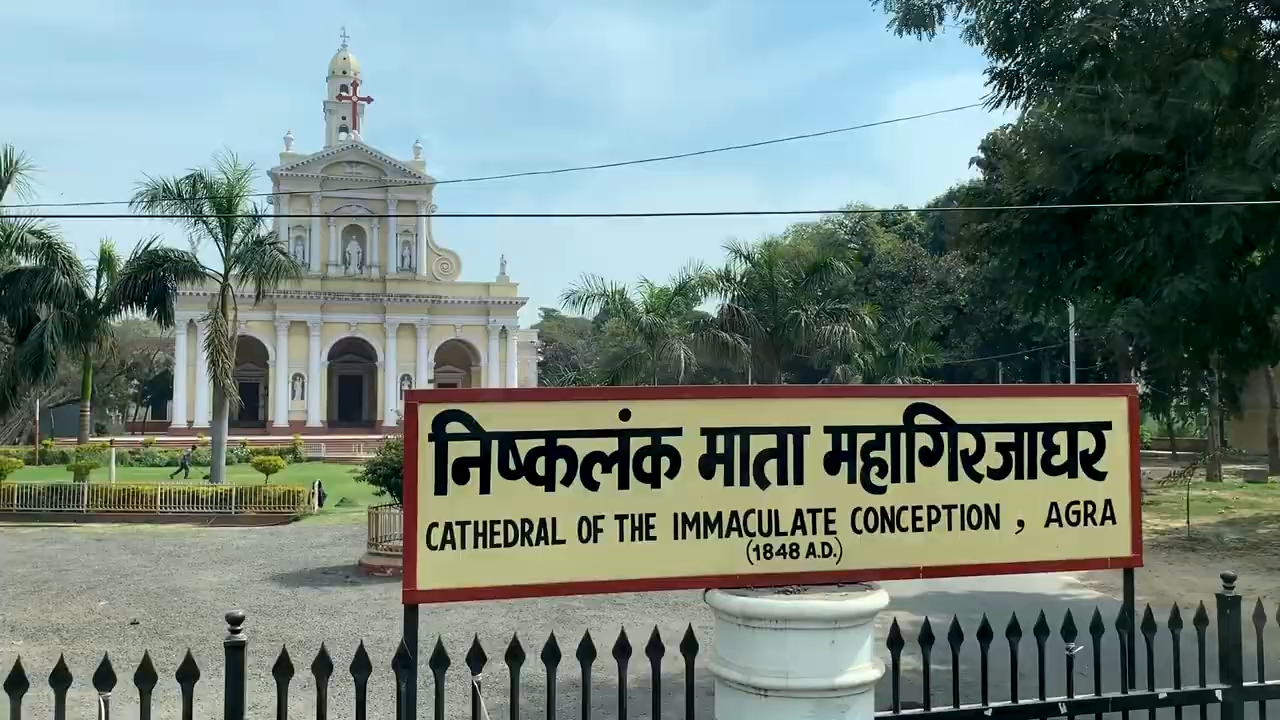 निष्कलंक माता महागिरजाघर
CATHEDRAL OF THE IMMACULATE CONCEPTION , AGRA
(1848 A.D.)